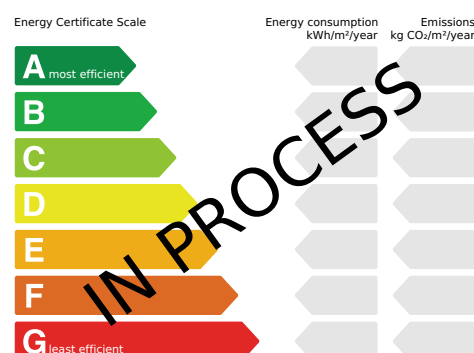 Energy Certificate Scale
Energy consumption
kWh/m²/year
Emissions
kg CO₂/m²/year
A most efficient
B
C
D
E
F
G least efficient
IN PROCESS